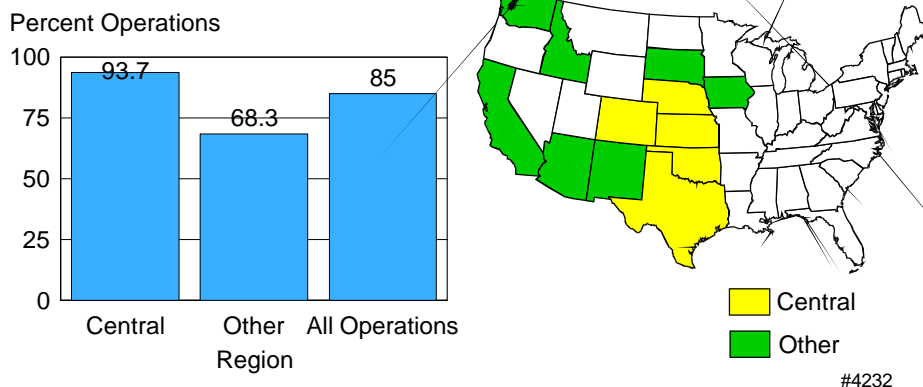 Percent Operations
100
75
50
25
0
93.7
68.3
85
Central Other All Operations
Region
Central
Other
#4232